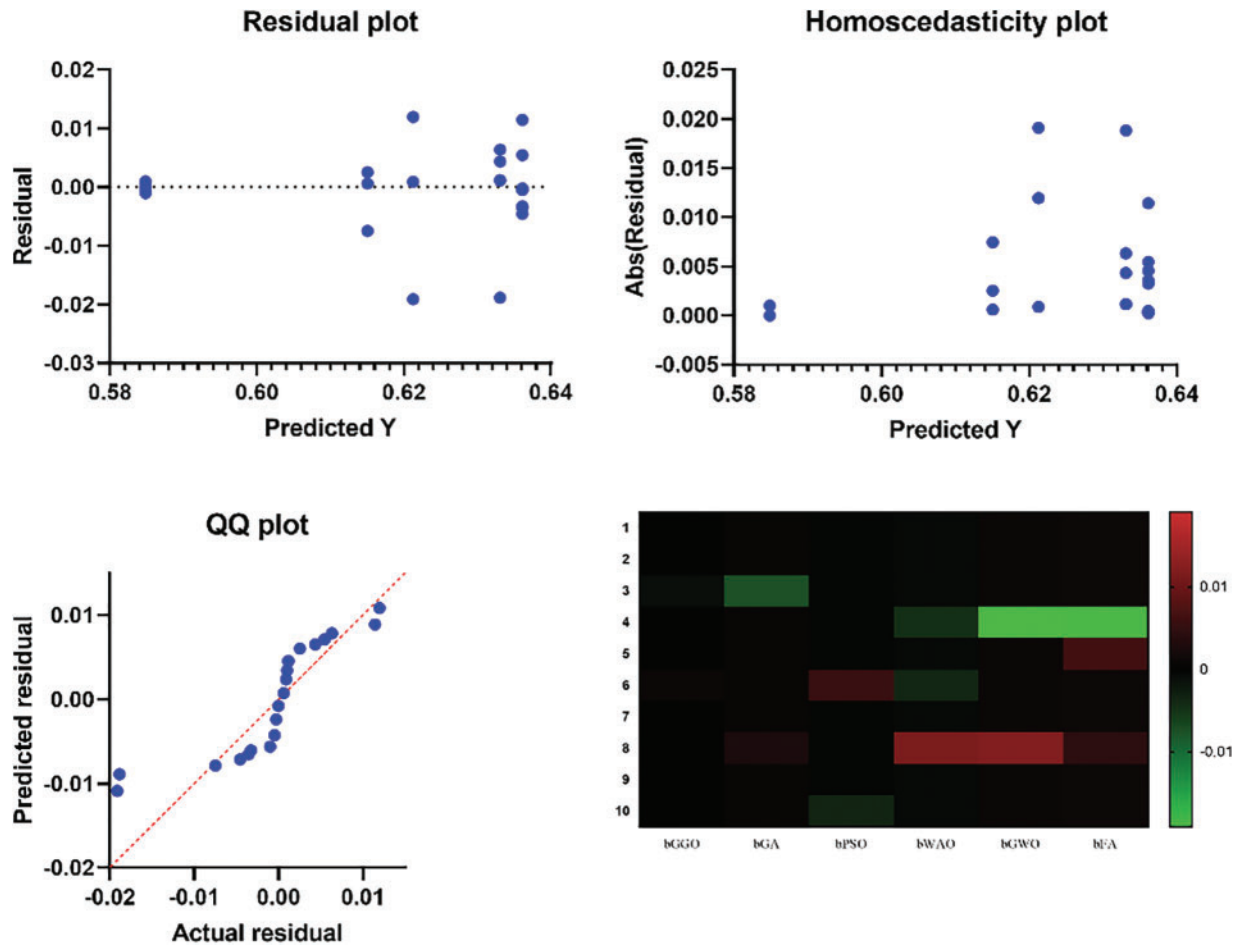 Residual plot
0.02
0.01
0.00
-0.01
-0.02
-0.03
0.58 0.60 0.62 0.64
Residual
Predicted Y
Homoscedasticity plot
0.025
0.020
0.015
0.010
0.005
0.000
-0.005
0.58 0.60 0.62 0.64
Abs(Residual)
Predicted Y
QQ plot
0.01
0.00
-0.01
-0.02
-0.02 -0.01 0.00 0.01
Predicted residual
Actual residual
1
2
3
4
5
6
7
8
9
10
bGGO bGA bPSO bWAO bGWO bFA
0.01
0
-0.01